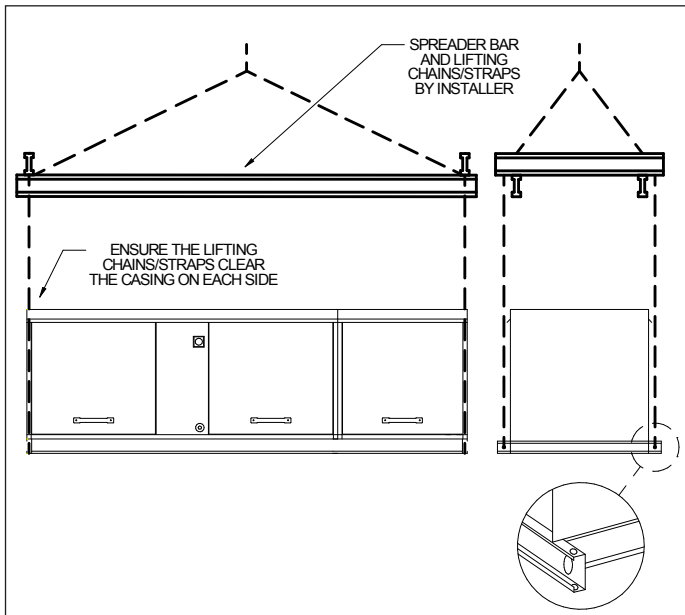 SPREADER BAR
AND LIFTING
CHAINS/STRAPS
BY INSTALLER
ENSURE THE LIFTING
CHAINS/STRAPS CLEAR
THE CASING ON EACH SIDE